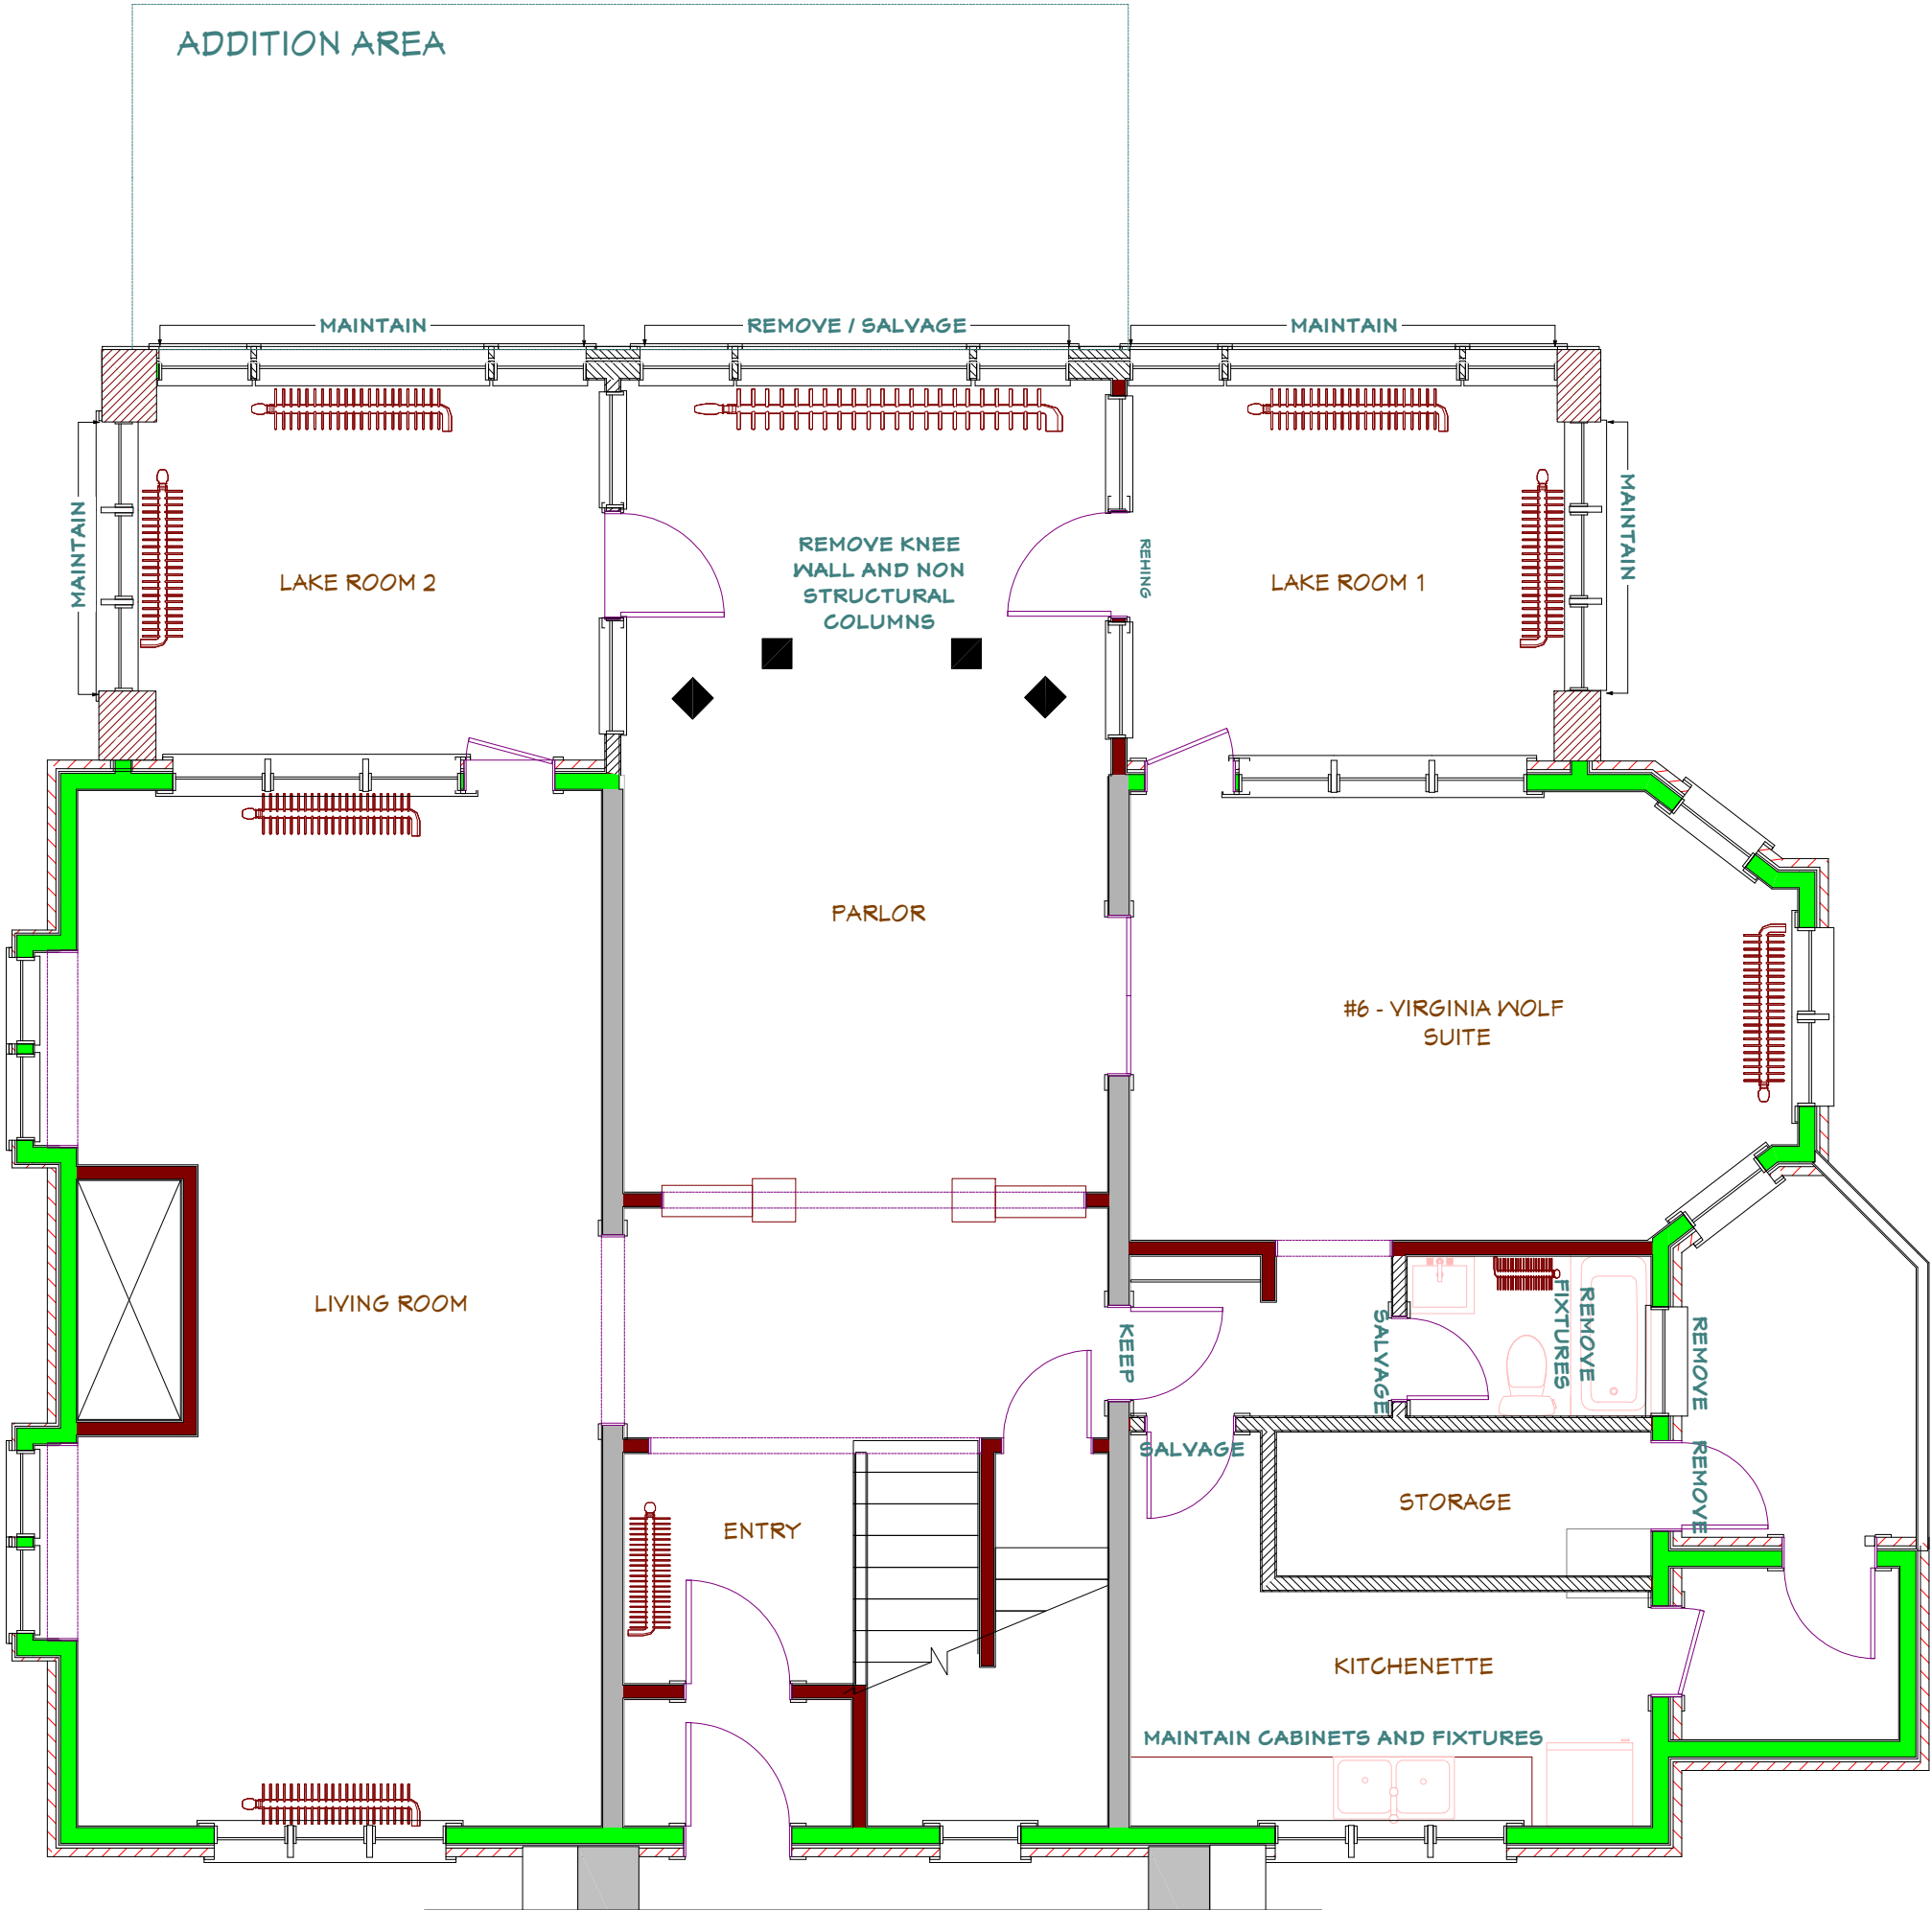 ADDITION AREA
MAINTAIN
REMOVE / SALVAGE
MAINTAIN
MAINTAIN
MAINTAIN
REMOVE KNEE
WALL AND NON
STRUCTURAL
COLUMNS
REHING
LAKE ROOM 2
LAKE ROOM 1
PARLOR
#6 - VIRGINIA WOLF
SUITE
LIVING ROOM
KEEP
SALVAGE
REMOVE
FIXTURES
REMOVE
SALVAGE
REMOVE
STORAGE
ENTRY
KITCHENETTE
MAINTAIN CABINETS AND FIXTURES